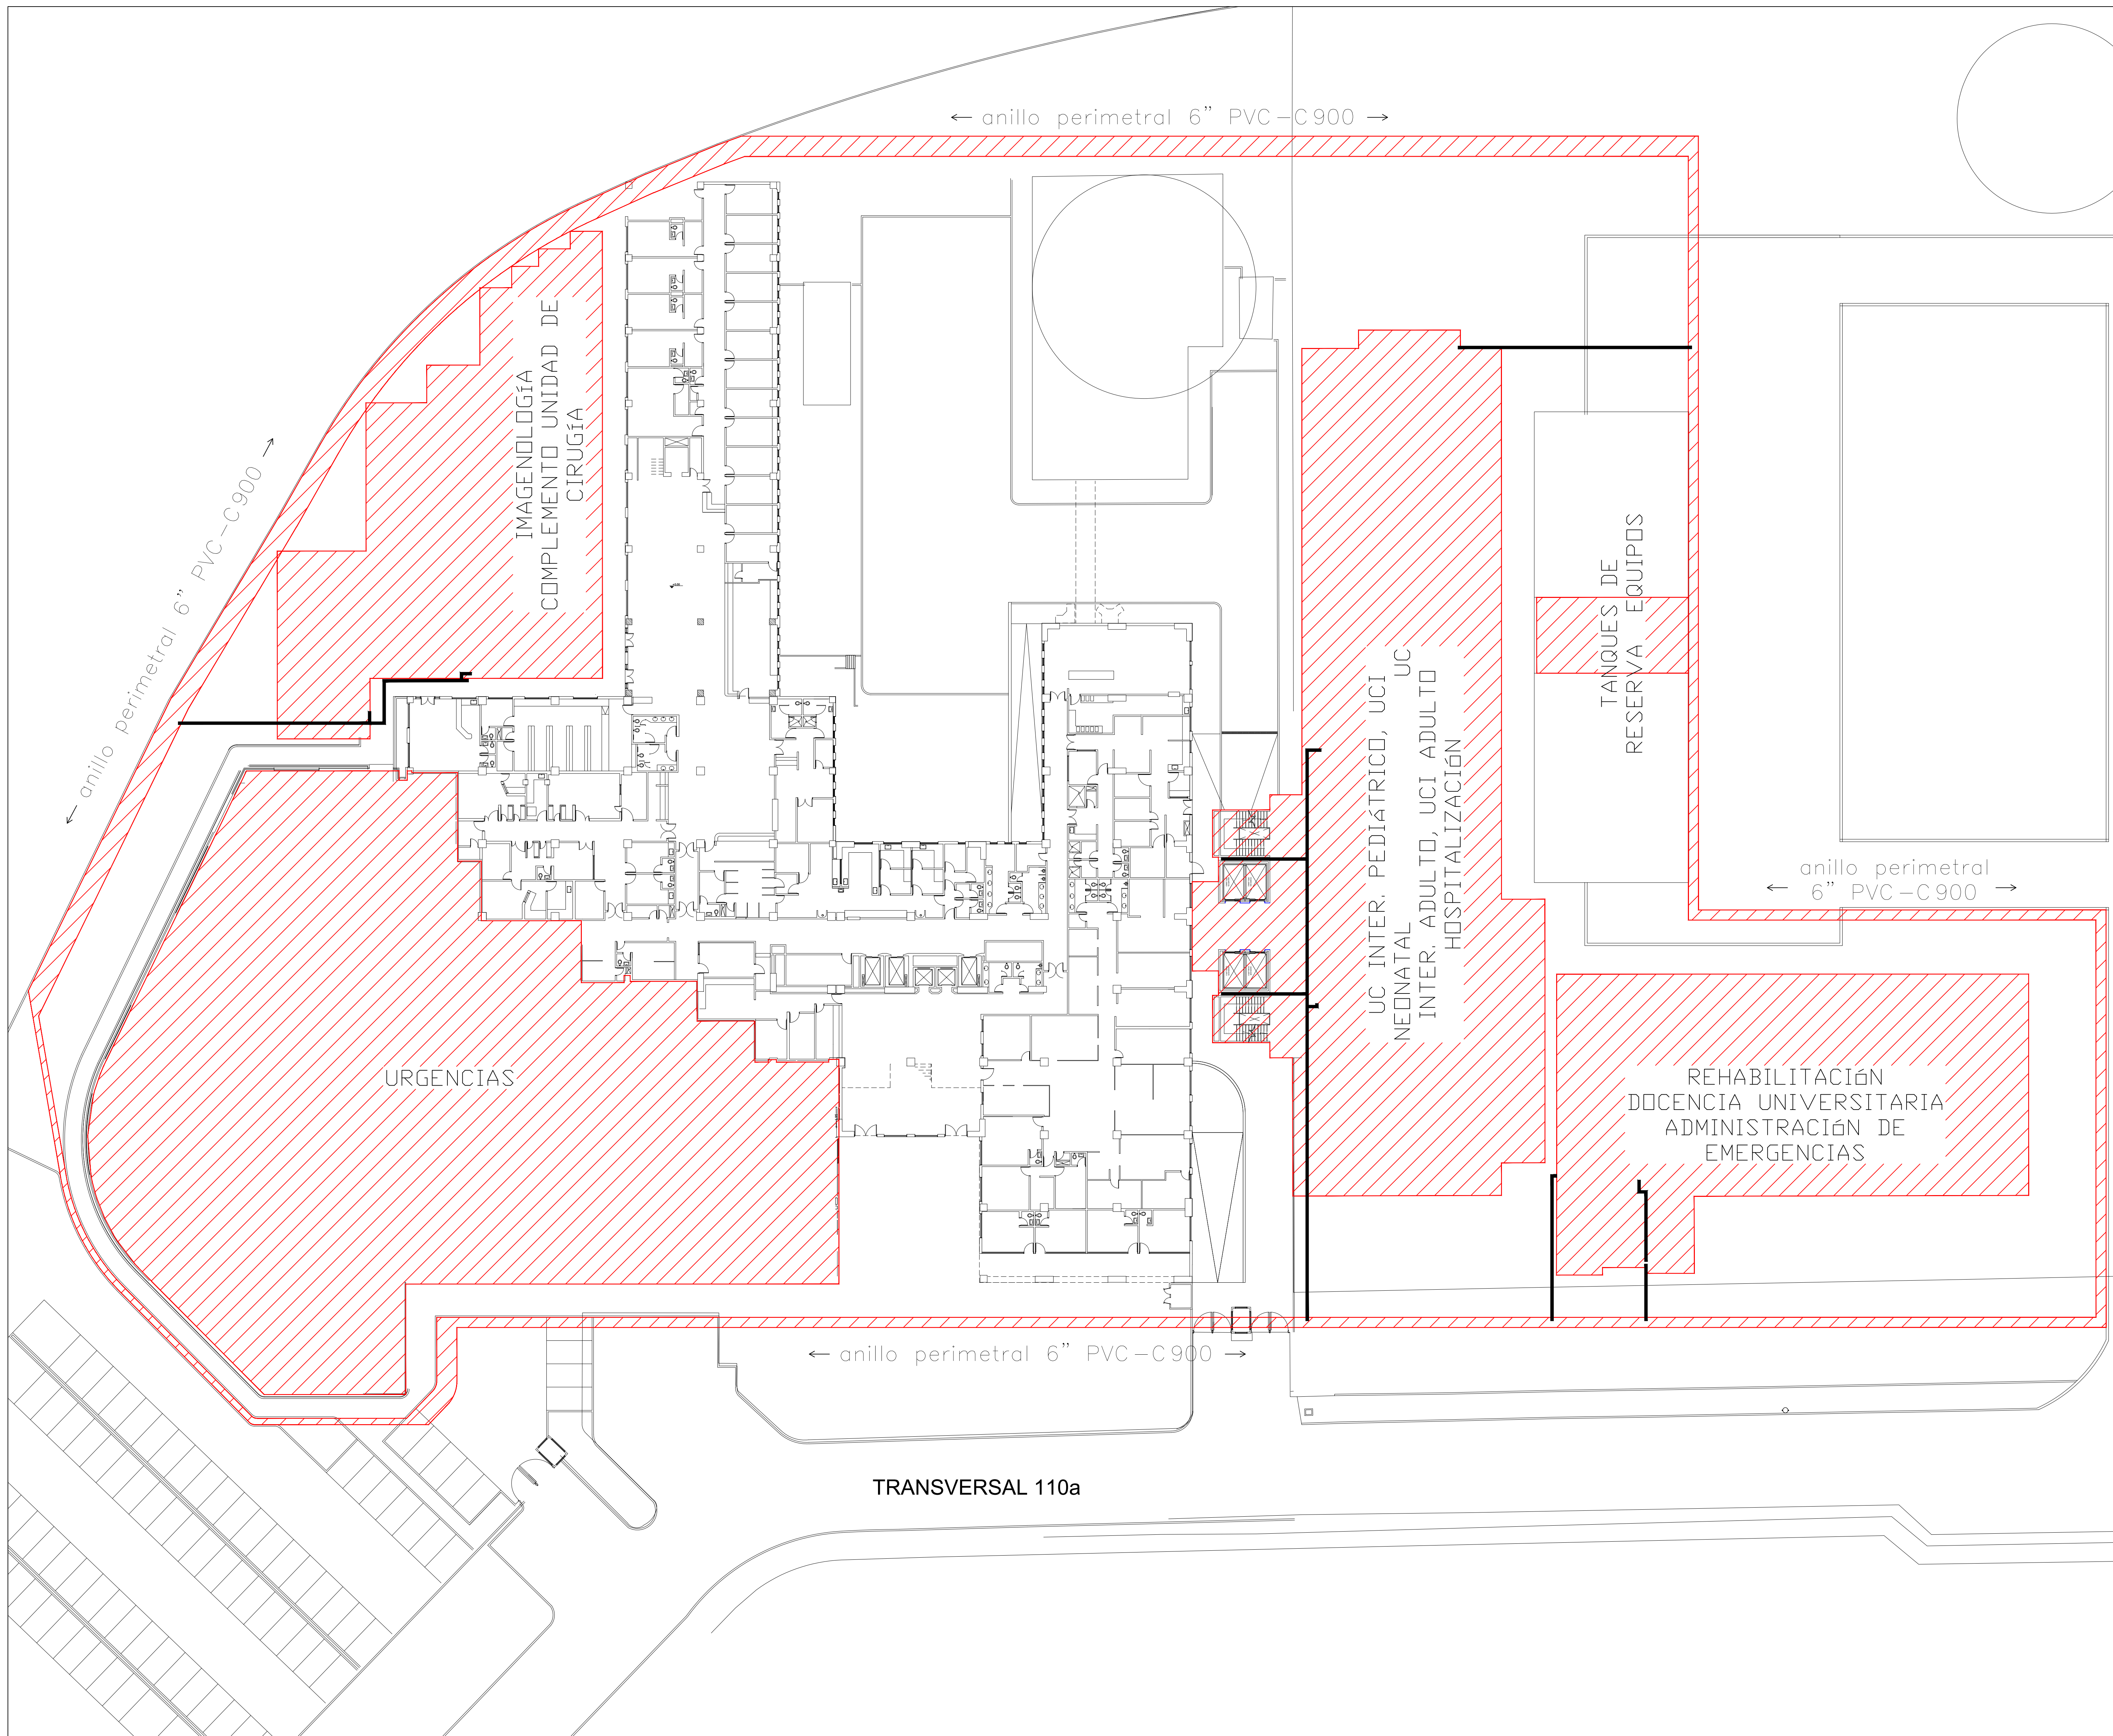 ← anillo perimetral 6" PVC-C900 →
IMAGENOLOGÍA
COMPLEMENTO UNIDAD DE
CIRUGÍA
← anillo perimetral 6" PVC-C900 →
TANQUES DE
RESERVA EQUIPOS
UC INTER. PEDIÁTRICO, UCI
NEONATAL UC
INTER. ADULTO, UCI ADULTO
HOSPITALIZACIÓN
anillo perimetral
← 6" PVC-C900 →
URGENCIAS
REHABILITACIÓN
DOCENCIA UNIVERSITARIA
ADMINISTRACIÓN DE
EMERGENCIAS
← anillo perimetral 6" PVC-C900 →
TRANSVERSAL 110a